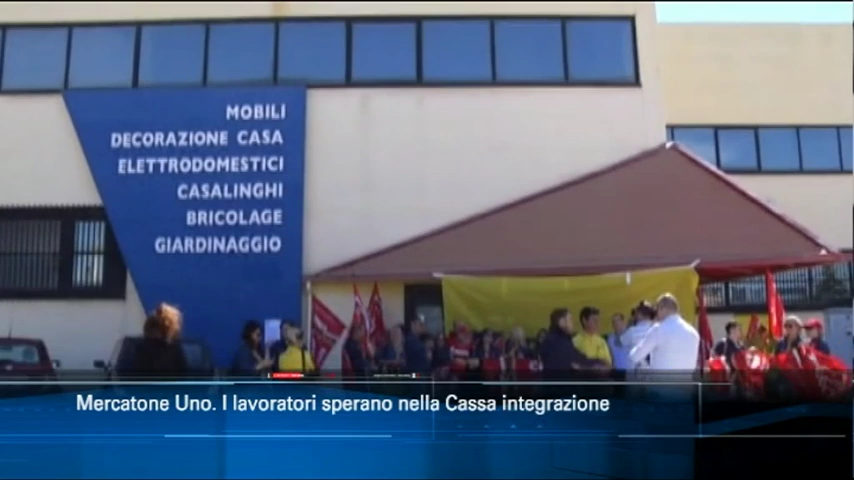 MOBILI
DECORAZIONE CASA
ELETTRODOMESTICI
CASALINGHI
BRICOLAGE
GIARDINAGGIO
Mercatone Uno. I lavoratori sperano nella Cassa integrazione